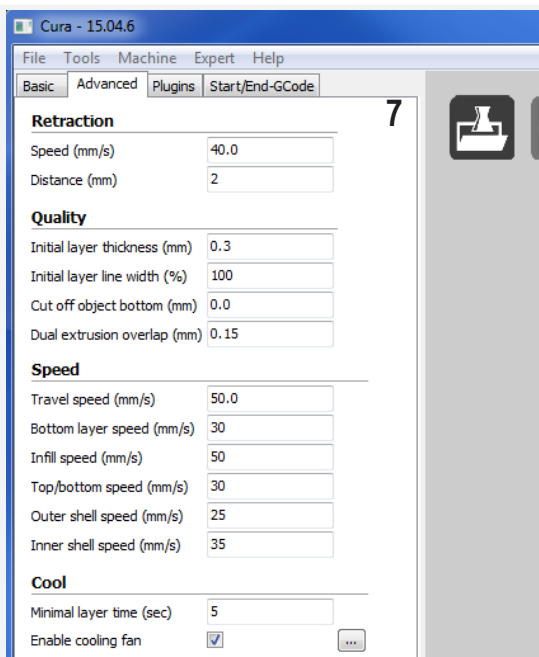 Cura - 15.04.6
File Tools Machine Expert Help
Basic Advanced Plugins Start/End-GCode
7
Retraction
Speed (mm/s) 40.0
Distance (mm) 2
Quality
Initial layer thickness (mm) 0.3
Initial layer line width (%) 100
Cut off object bottom (mm) 0.0
Dual extrusion overlap (mm) 0.15
Speed
Travel speed (mm/s) 50.0
Bottom layer speed (mm/s) 30
Infill speed (mm/s) 50
Top/bottom speed (mm/s) 30
Outer shell speed (mm/s) 25
Inner shell speed (mm/s) 35
Cool
Minimal layer time (sec) 5
Enable cooling fan ...